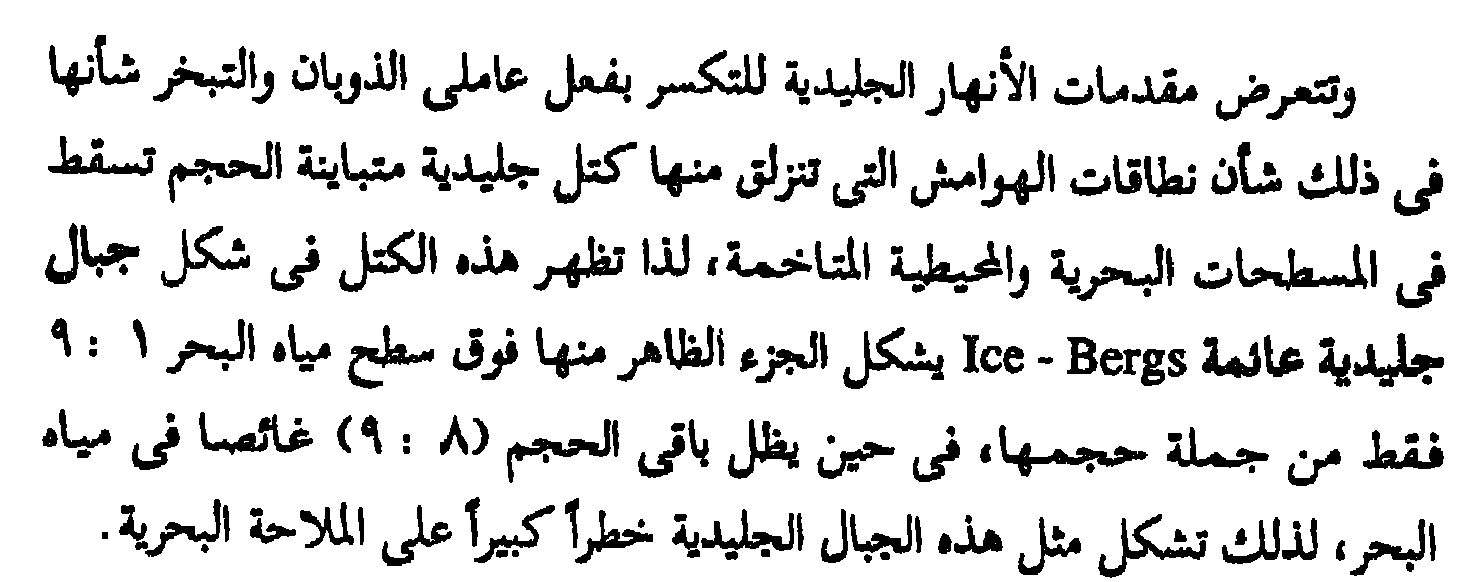 وتتعرض مقدمات الأنهار الجليدية للتكسر بفعل عاملى الذوبان والتبخر شأنها
فى ذلك شأن نطاقات الهوامش التى تنزلق منها كتل جليدية متباينة الحجم تسقط
فى المسطحات البحرية والمحيطية المتاخمة، لذا تظهر هذه الكتل فى شكل جبال
جليدية عائمة Ice - Bergs يشكل الجزء الظاهر منها فوق سطح مياه البحر ١ : ٩
فقط من جملة حجمها، فى حين يظل باقى الحجم (٨ : ٩) غائصا فى مياه
البحر، لذلك تشكل مثل هذه الجبال الجليدية خطراً كبيراً على الملاحة البحرية.